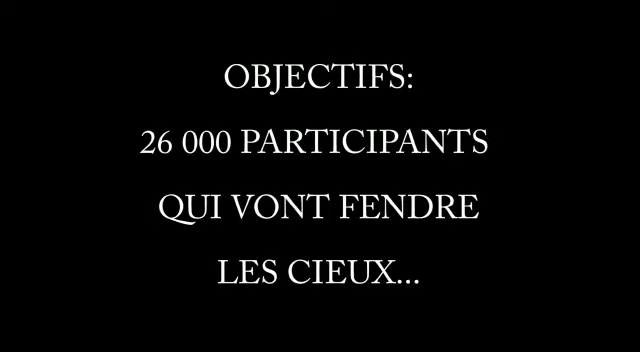 OBJECTIFS:
26 000 PARTICIPANTS
QUI VONT FENDRE
LES CIEUX...